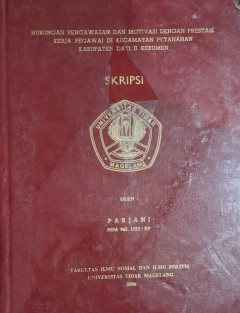 HUBUNGAN PENGAWASAN DAN MOTIVASI DENGAN PRESTASI
KERJA PEGAWAI DI KECAMATAN PETANAHAN
KABUPATEN DATI II KEBUMEN
SKRIPSI
UNIVERSITAS TIDAR
MAGELANG
OLEH :
PARJANI
FAKULTAS ILMU SOSIAL DAN ILMU POLITIK
UNIVERSITAS TIDAR MAGELANG
2000